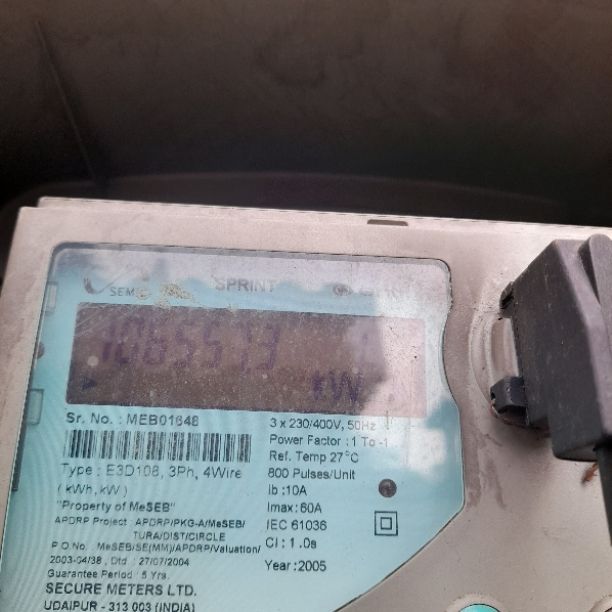 SEMS
SPRINT
106557.3
kW
Sr. No. : MEB01648
Type : E3D108, 3Ph, 4Wire
(kWh, kW)
"Property of MeSEB"
APDRP Project : APDRP/PKG-A/MeSEB/
TURA/DIST/CIRCLE
P.O.No. : MeSEB/SE(MM)/APDRP/Valuation/
2003-04/38 , Dtd : 27/07/2004
Guarantee Period : 5 Yrs.
SECURE METERS LTD.
UDAIPUR - 313 003 (INDIA)
3 x 230/400V, 50Hz
Power Factor : 1 To -1
Ref. Temp 27°C
800 Pulses/Unit
Ib :10A
Imax:60A
IEC 61036
Cl : 1.0s
Year :2005